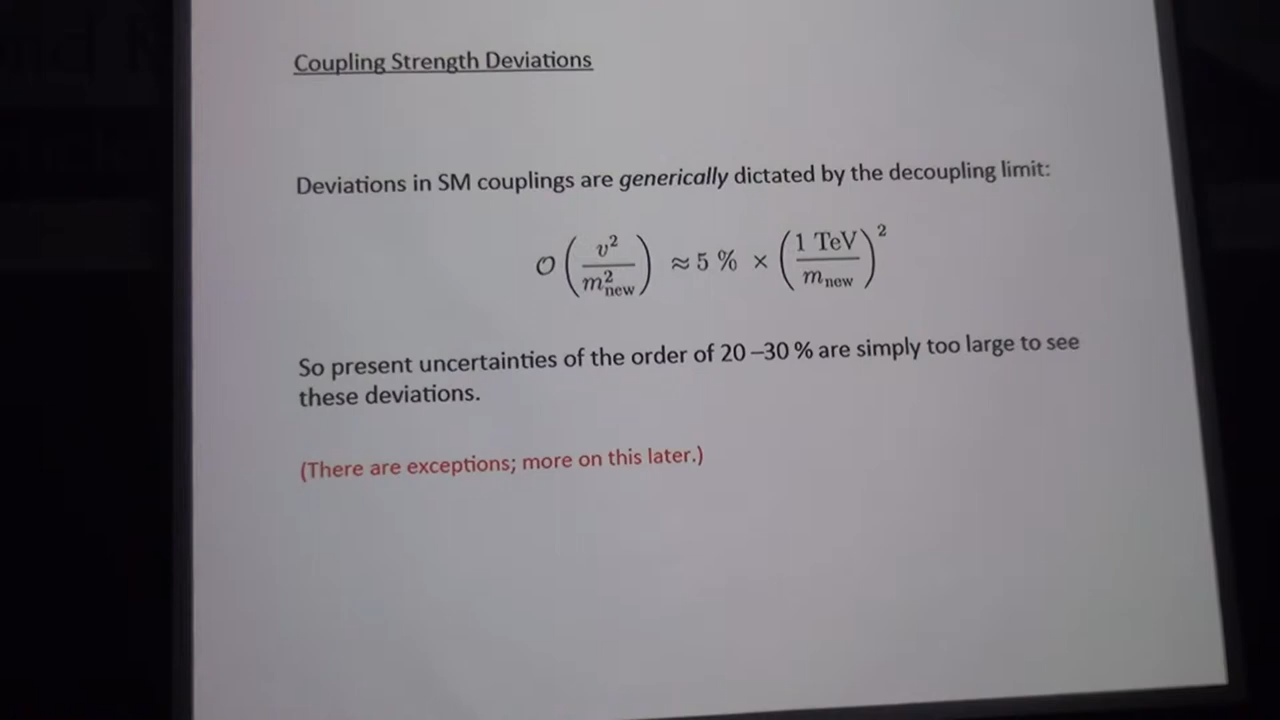 Coupling Strength Deviations
Deviations in SM couplings are generically dictated by the decoupling limit:
𝒪 ( v² / m²new ) ≈ 5 % × ( 1 TeV / mnew )²
So present uncertainties of the order of 20 –30 % are simply too large to see
these deviations.
(There are exceptions; more on this later.)